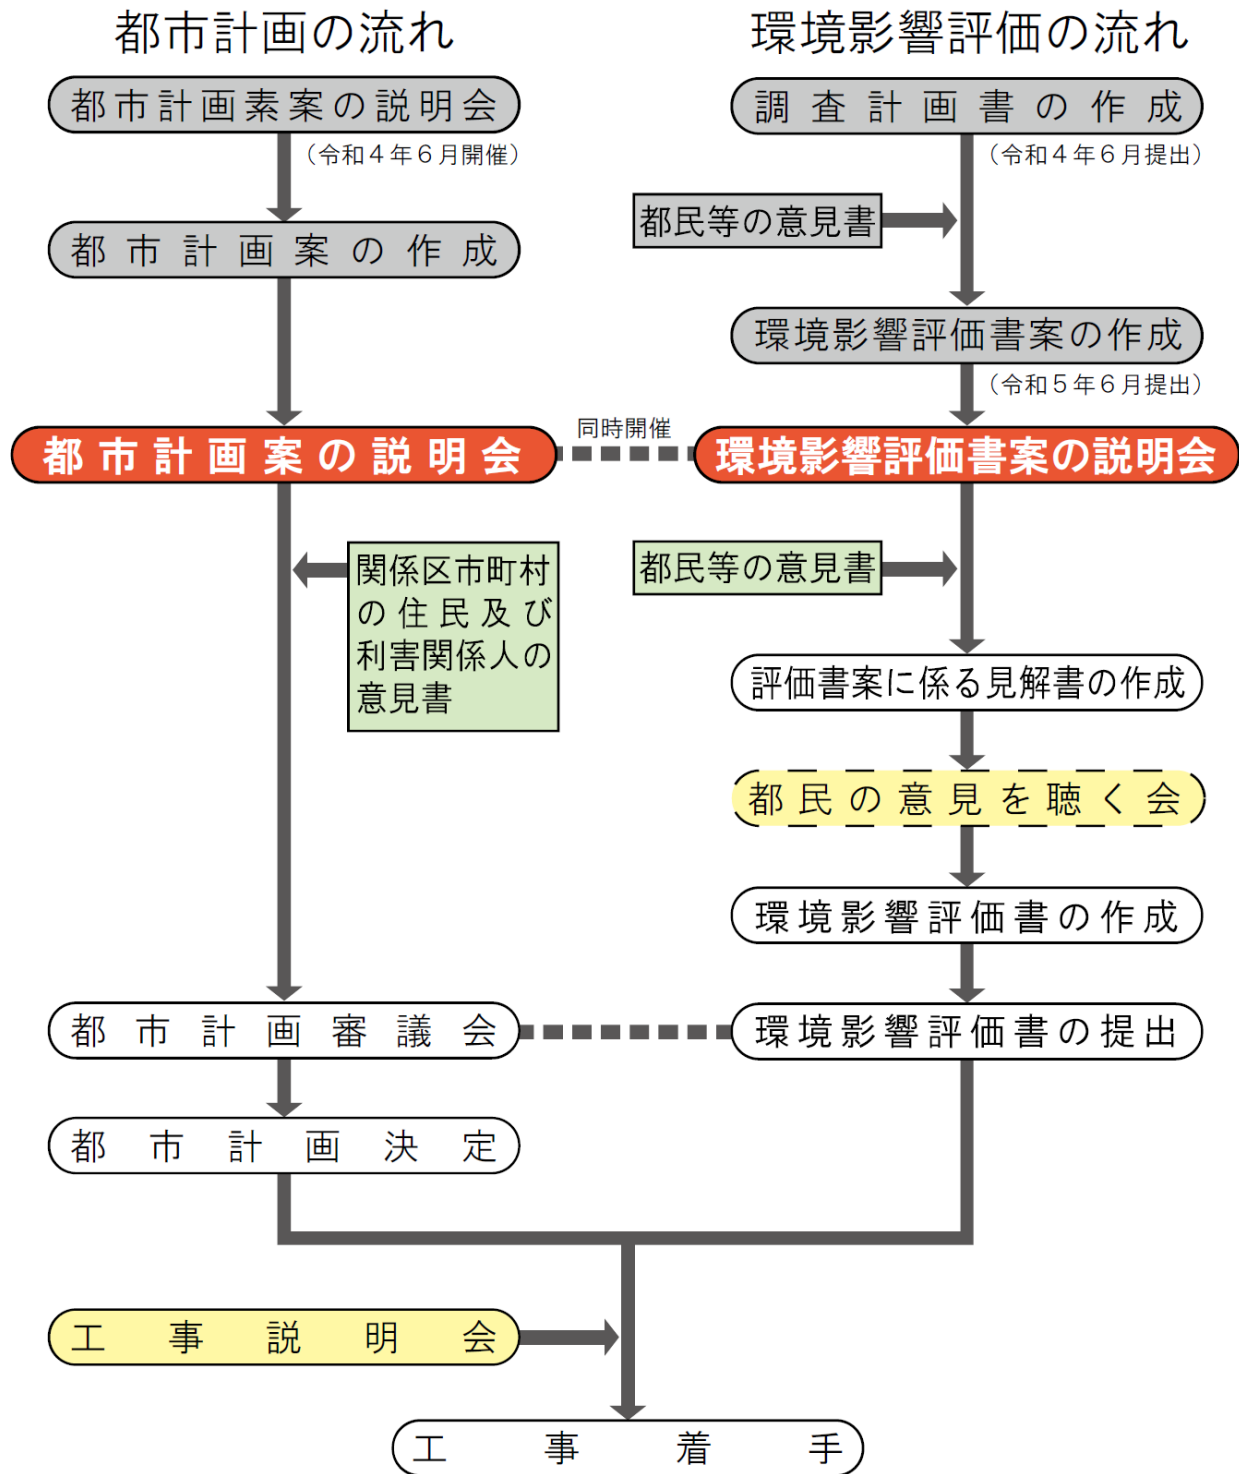 都市計画の流れ
都市計画素案の説明会
（令和４年６月開催）
都市計画案の作成
都市計画案の説明会
同時開催
関係区市町村
の住民及び
利害関係人の
意見書
都市計画審議会
都市計画決定
環境影響評価の流れ
調査計画書の作成
（令和４年６月提出）
都民等の意見書
環境影響評価書案の作成
（令和５年６月提出）
環境影響評価書案の説明会
都民等の意見書
評価書案に係る見解書の作成
都民の意見を聴く会
環境影響評価書の作成
環境影響評価書の提出
工事説明会
工事着手